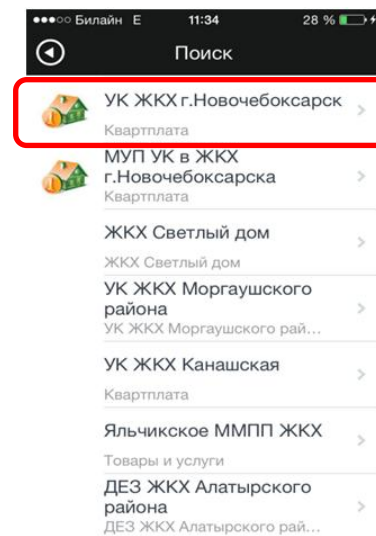 Билайн E 11:34 28 %
Поиск
УК ЖКХ г.Новочебоксарск
Квартплата
МУП УК в ЖКХ
г.Новочебоксарска
Квартплата
ЖКХ Светлый дом
ЖКХ Светлый дом
УК ЖКХ Моргаушского
района
УК ЖКХ Моргаушского рай...
УК ЖКХ Канашская
Квартплата
Яльчикское ММПП ЖКХ
Товары и услуги
ДЕЗ ЖКХ Алатырского
района
ДЕЗ ЖКХ Алатырского рай...